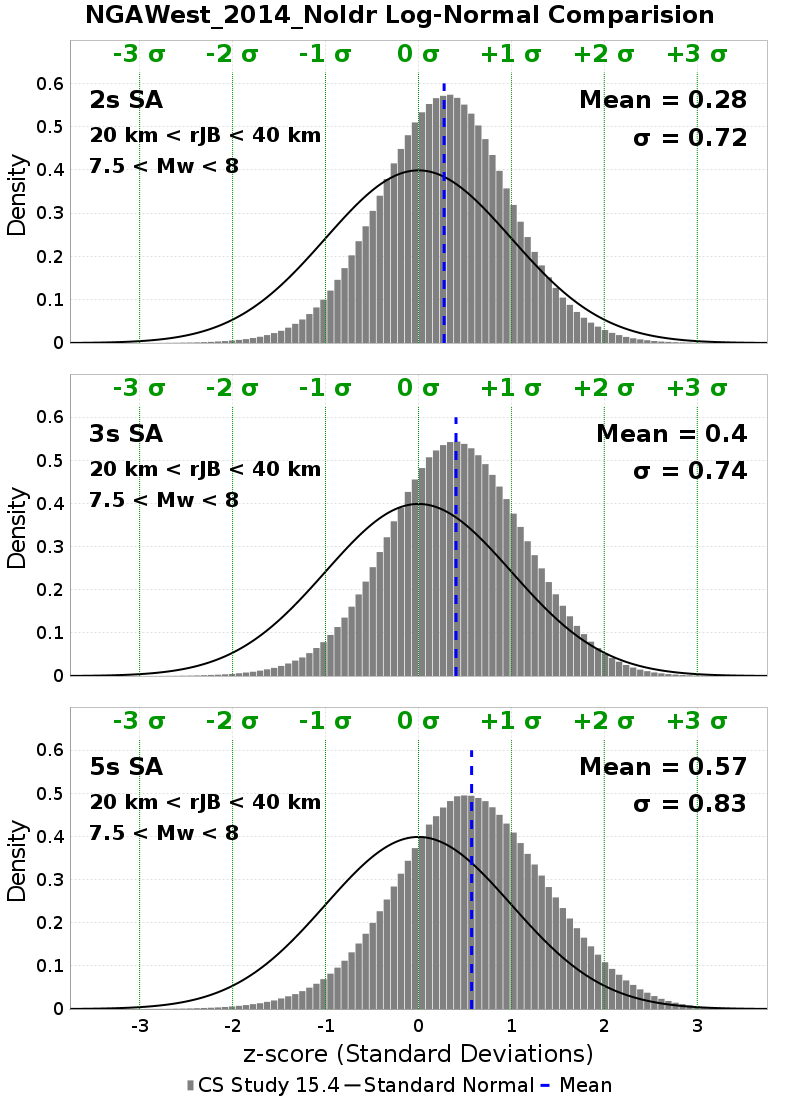 NGAWest_2014_NoIdr Log-Normal Comparision
-3 σ -2 σ -1 σ 0 σ +1 σ +2 σ +3 σ
0.6
2s SA Mean = 0.28
0.5
20 km < rJB < 40 km σ = 0.72
7.5 < Mw < 8
0.4
0.3
0.2
0.1
0
Density
-3 σ -2 σ -1 σ 0 σ +1 σ +2 σ +3 σ
0.6
3s SA Mean = 0.4
0.5
20 km < rJB < 40 km σ = 0.74
7.5 < Mw < 8
0.4
0.3
0.2
0.1
0
Density
-3 σ -2 σ -1 σ 0 σ +1 σ +2 σ +3 σ
0.6
5s SA Mean = 0.57
0.5
20 km < rJB < 40 km σ = 0.83
7.5 < Mw < 8
0.4
0.3
0.2
0.1
0
Density
-3 -2 -1 0 1 2 3
z-score (Standard Deviations)
CS Study 15.4 Standard Normal Mean